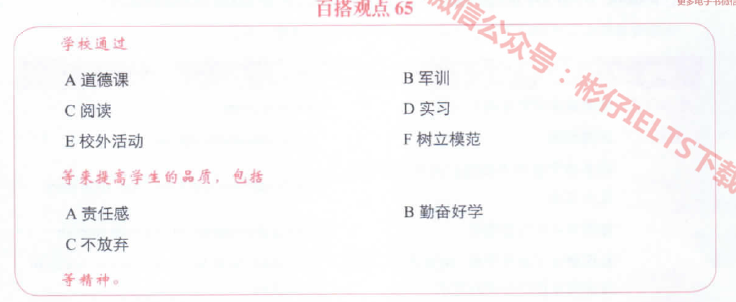 百搭观点 65
更多电子书微信
微信公众号:彬仔IELTS下载
学校通过
A 道德课
B 军训
C 阅读
D 实习
E 校外活动
F 树立模范
等来提高学生的品质,包括
A 责任感
B 勤奋好学
C 不放弃
等精神。